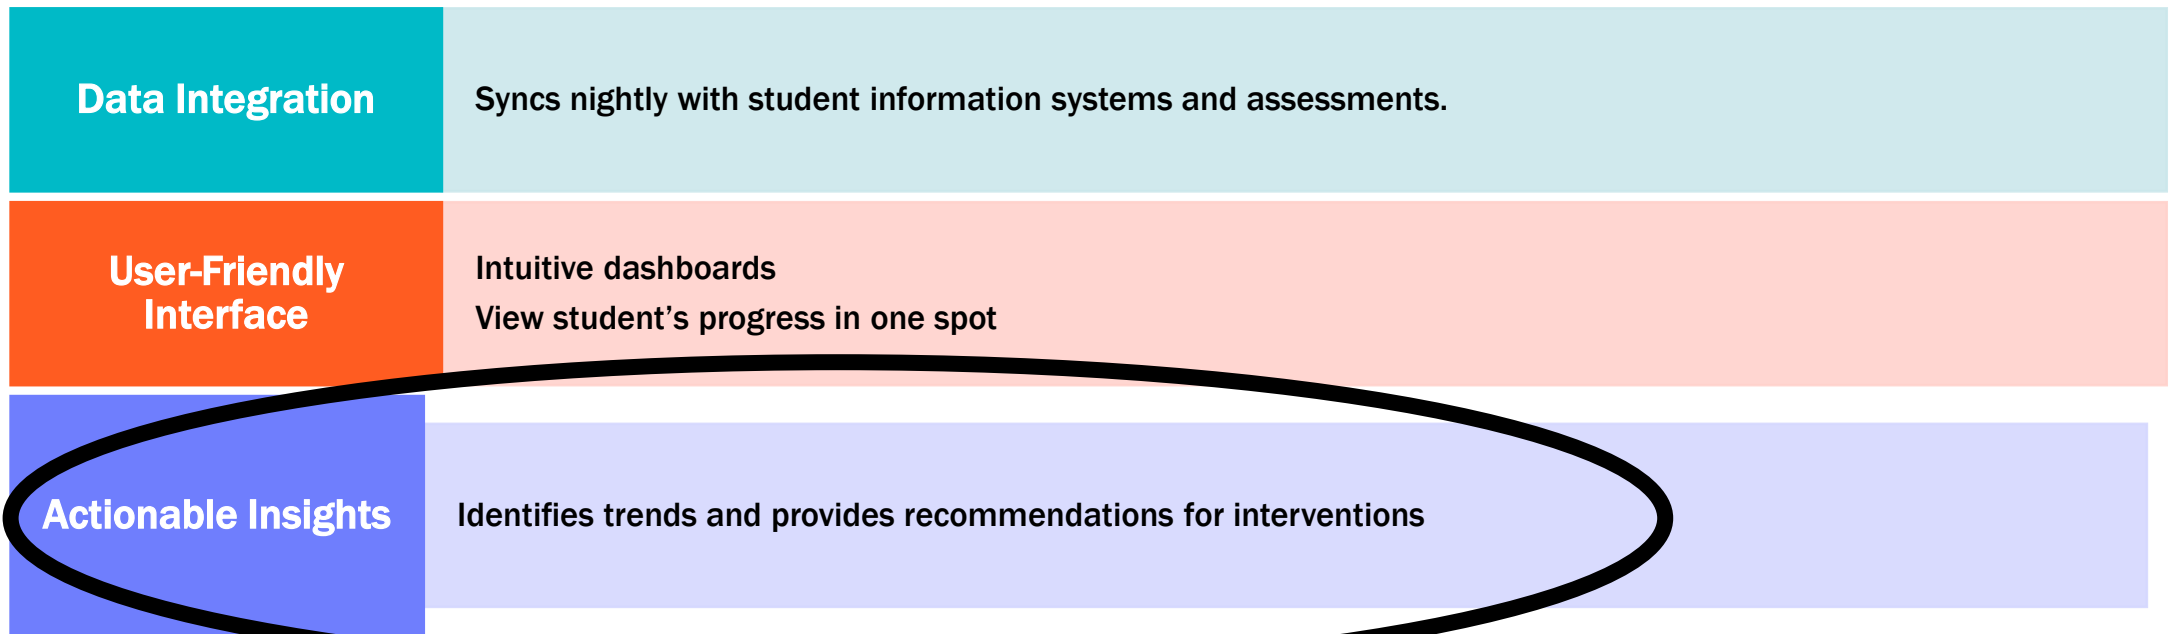 Data Integration
Syncs nightly with student information systems and assessments.
User-Friendly
Interface
Intuitive dashboards
View student’s progress in one spot
Actionable Insights
Identifies trends and provides recommendations for interventions